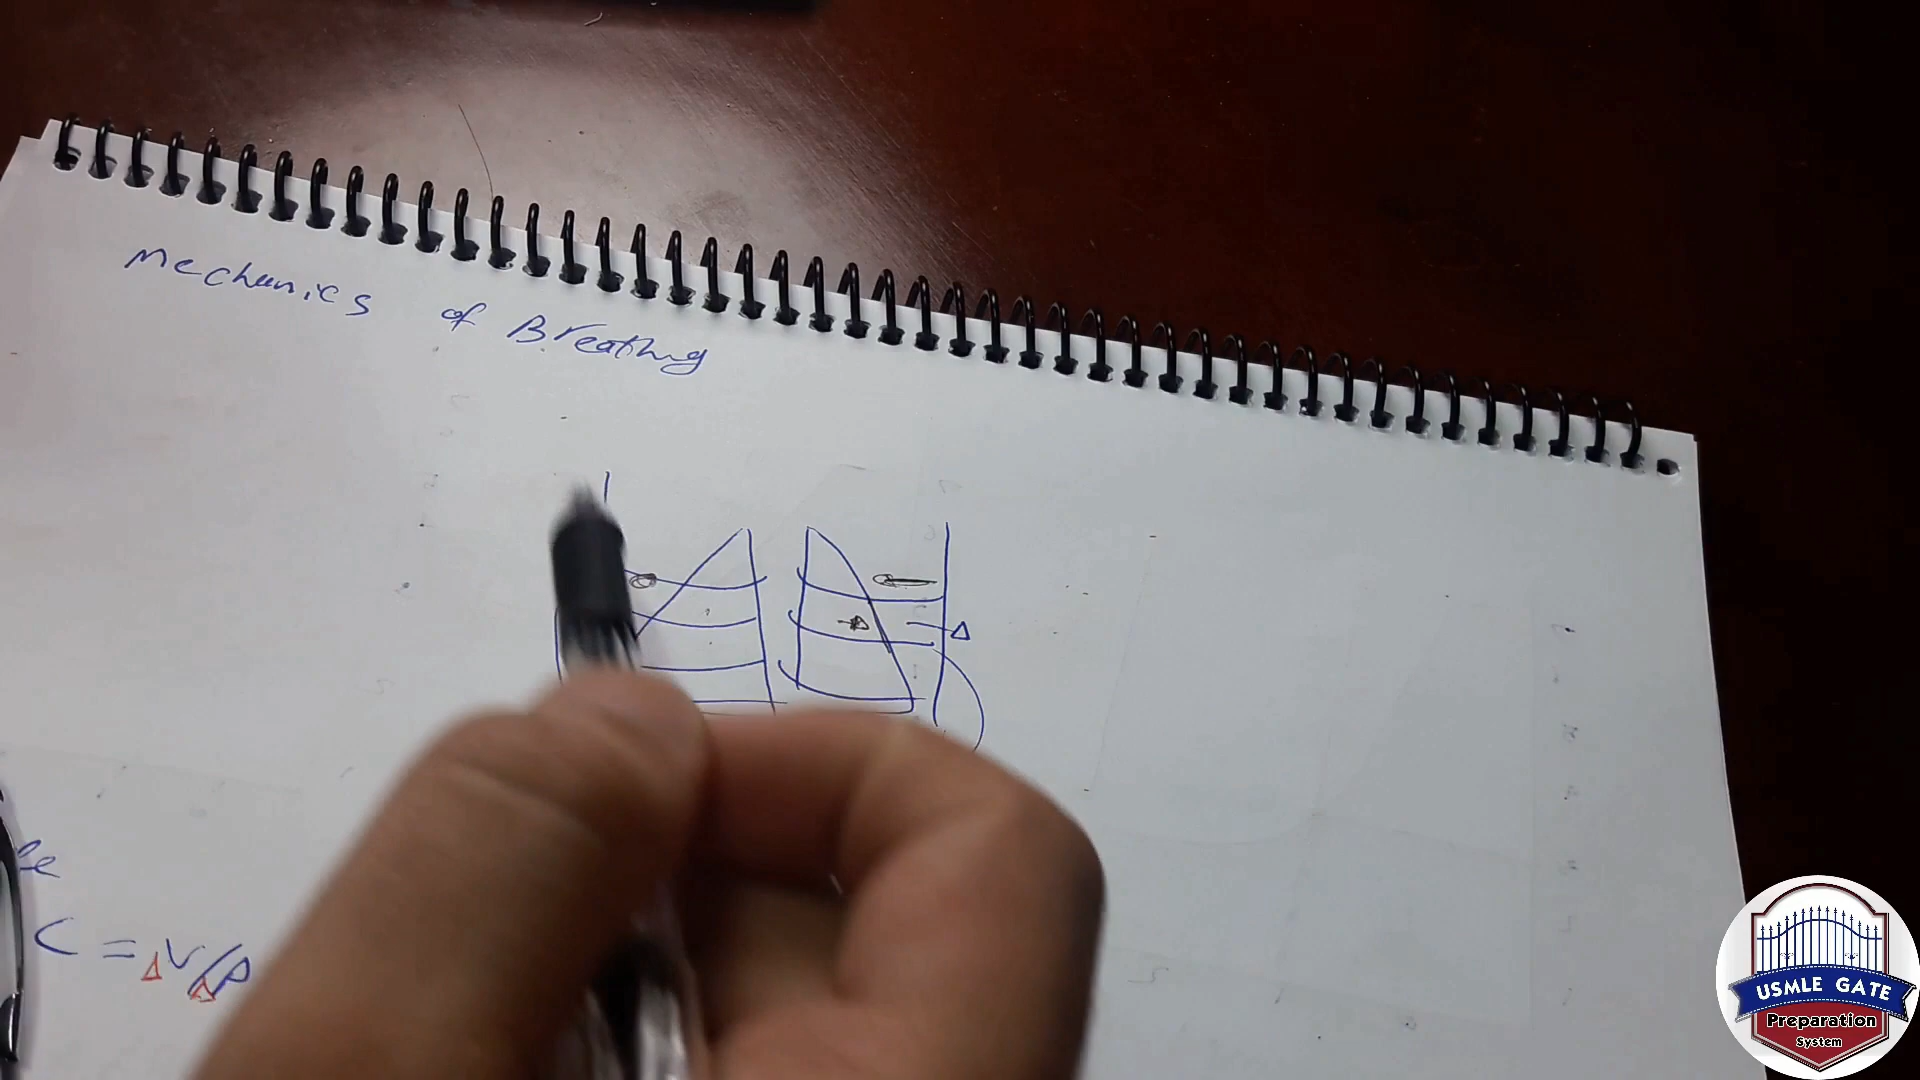 Mechanics of Breathing
C = ΔV/ΔP
USMLE GATE
Preparation
System